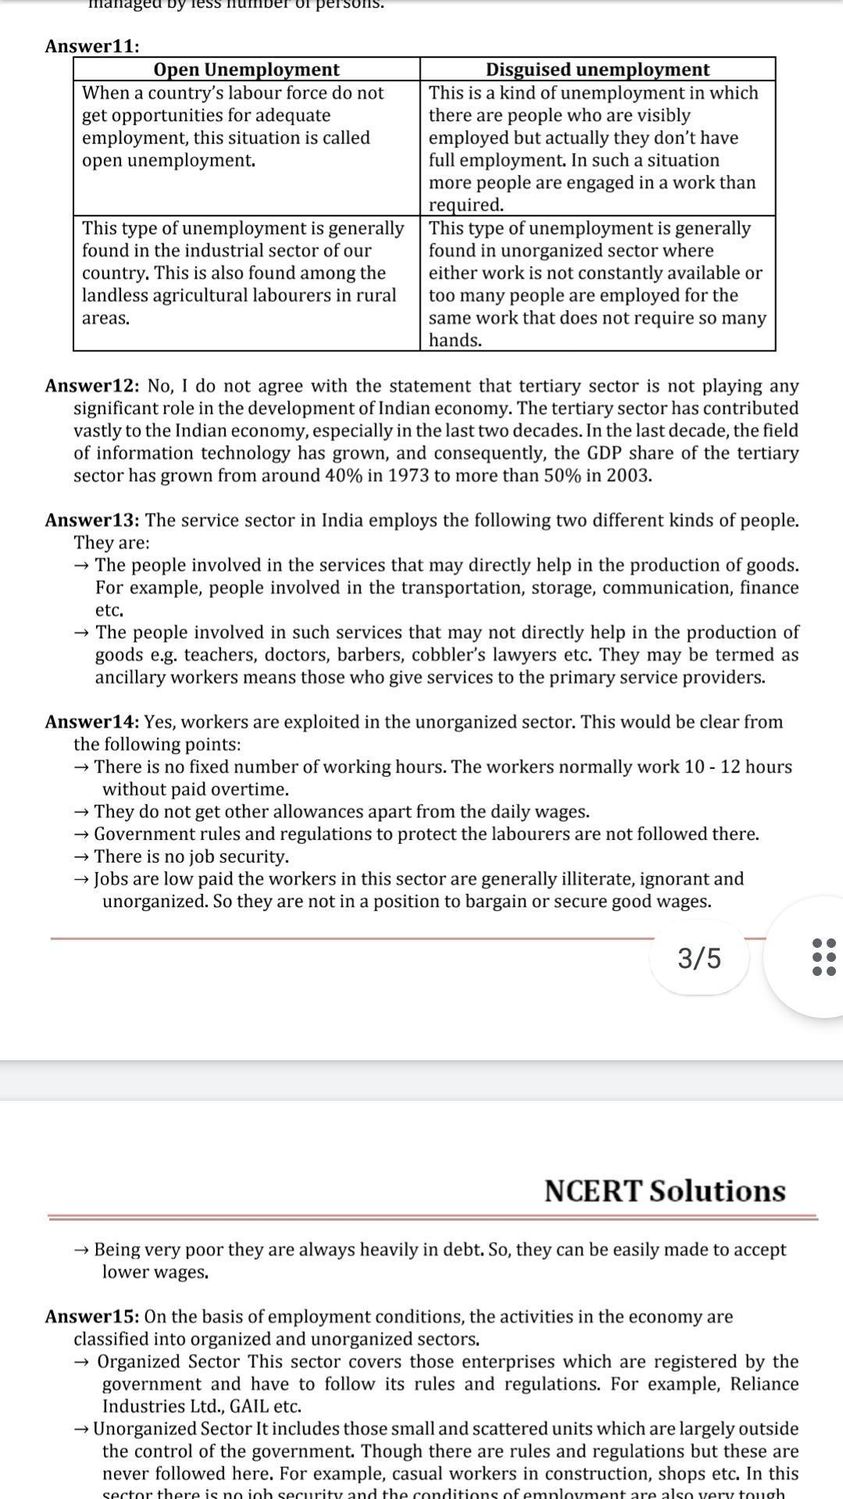 managed by less number of persons.
Answer11:
Open Unemployment
Disguised unemployment
When a country's labour force do not
get opportunities for adequate
employment, this situation is called
open unemployment.
This is a kind of unemployment in which
there are people who are visibly
employed but actually they don't have
full employment. In such a situation
more people are engaged in a work than
required.
This type of unemployment is generally
found in the industrial sector of our
country. This is also found among the
landless agricultural labourers in rural
areas.
This type of unemployment is generally
found in unorganized sector where
either work is not constantly available or
too many people are employed for the
same work that does not require so many
hands.
Answer12: No, I do not agree with the statement that tertiary sector is not playing any
significant role in the development of Indian economy. The tertiary sector has contributed
vastly to the Indian economy, especially in the last two decades. In the last decade, the field
of information technology has grown, and consequently, the GDP share of the tertiary
sector has grown from around 40% in 1973 to more than 50% in 2003.
Answer13: The service sector in India employs the following two different kinds of people.
They are:
→ The people involved in the services that may directly help in the production of goods.
For example, people involved in the transportation, storage, communication, finance
etc.
→ The people involved in such services that may not directly help in the production of
goods e.g. teachers, doctors, barbers, cobbler's lawyers etc. They may be termed as
ancillary workers means those who give services to the primary service providers.
Answer14: Yes, workers are exploited in the unorganized sector. This would be clear from
the following points:
→ There is no fixed number of working hours. The workers normally work 10 - 12 hours
without paid overtime.
→ They do not get other allowances apart from the daily wages.
→ Government rules and regulations to protect the labourers are not followed there.
→ There is no job security.
→ Jobs are low paid the workers in this sector are generally illiterate, ignorant and
unorganized. So they are not in a position to bargain or secure good wages.
3/5
NCERT Solutions
→ Being very poor they are always heavily in debt. So, they can be easily made to accept
lower wages.
Answer15: On the basis of employment conditions, the activities in the economy are
classified into organized and unorganized sectors.
→ Organized Sector This sector covers those enterprises which are registered by the
government and have to follow its rules and regulations. For example, Reliance
Industries Ltd., GAIL etc.
→ Unorganized Sector It includes those small and scattered units which are largely outside
the control of the government. Though there are rules and regulations but these are
never followed here. For example, casual workers in construction, shops etc. In this
sector there is no job security and the conditions of employment are also very tough